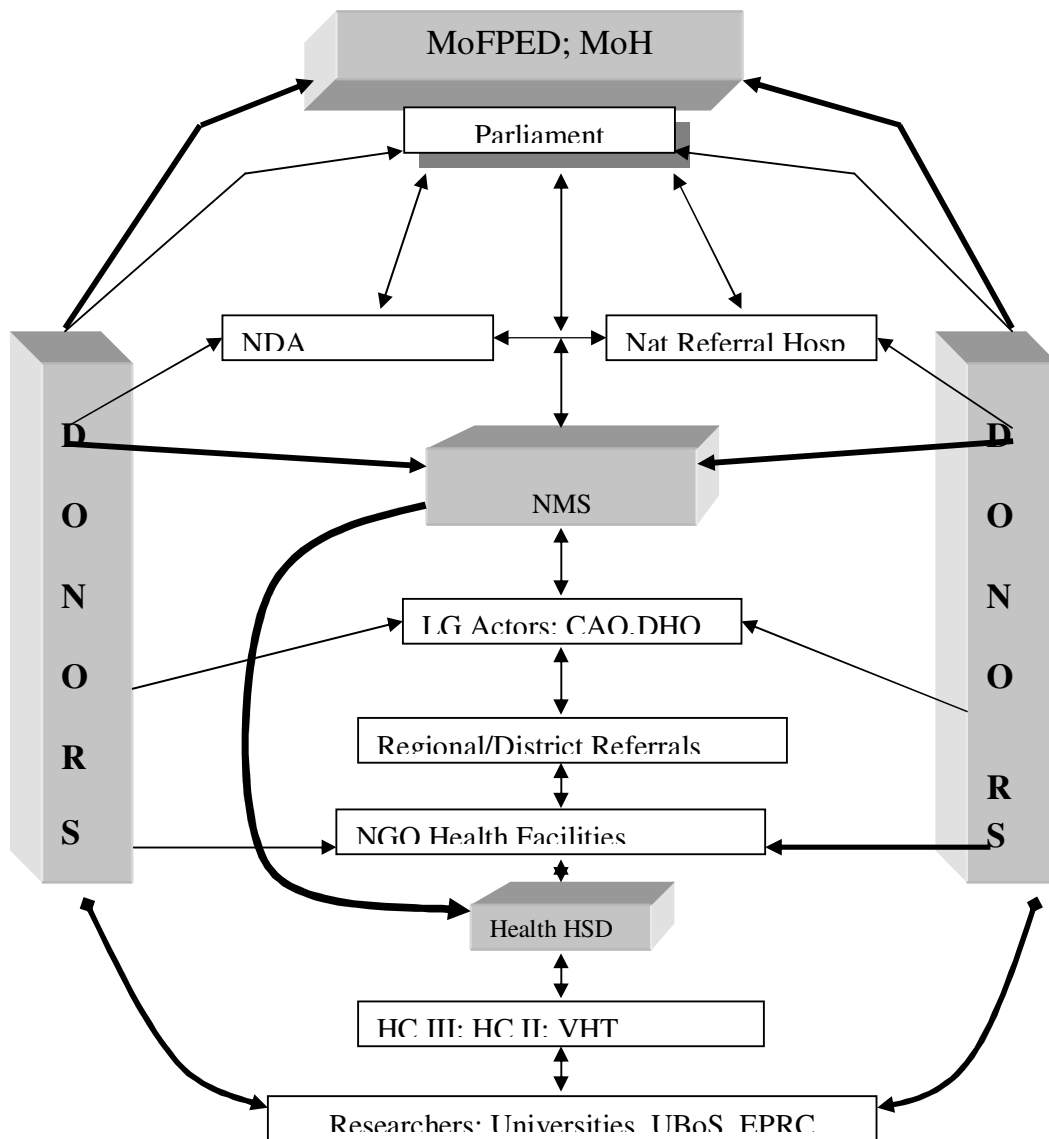 MoFPED; MoH
Parliament
NDA
Nat Referral Hosp
D
O
N
O
R
S
D
O
N
O
R
S
NMS
LG Actors: CAO,DHO
Regional/District Referrals
NGO Health Facilities
Health HSD
HC III; HC II; VHT
Researchers: Universities, UBoS, EPRC